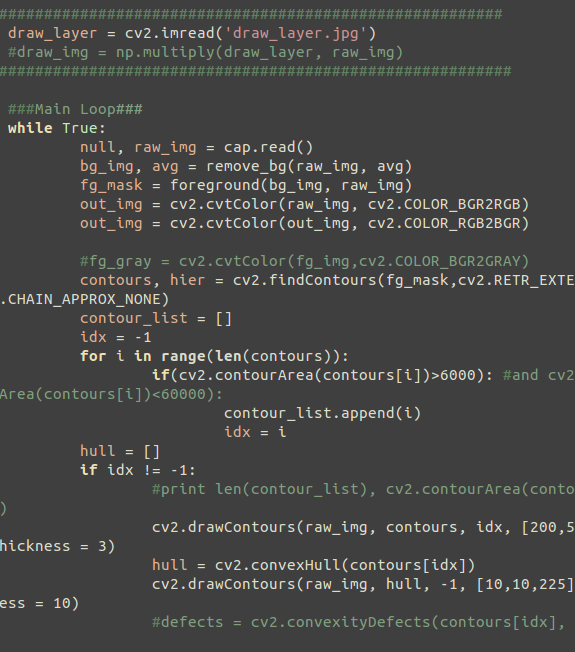 ########################################################
draw_layer = cv2.imread('draw_layer.jpg')
#draw_img = np.multiply(draw_layer, raw_img)
#########################################################
###Main Loop###
while True:
null, raw_img = cap.read()
bg_img, avg = remove_bg(raw_img, avg)
fg_mask = foreground(bg_img, raw_img)
out_img = cv2.cvtColor(raw_img, cv2.COLOR_BGR2RGB)
out_img = cv2.cvtColor(out_img, cv2.COLOR_RGB2BGR)
#fg_gray = cv2.cvtColor(fg_img,cv2.COLOR_BGR2GRAY)
contours, hier = cv2.findContours(fg_mask,cv2.RETR_EXTE
.CHAIN_APPROX_NONE)
contour_list = []
idx = -1
for i in range(len(contours)):
if(cv2.contourArea(contours[i])>6000): #and cv2
Area(contours[i])<60000):
contour_list.append(i)
idx = i
hull = []
if idx != -1:
#print len(contour_list), cv2.contourArea(conto
)
cv2.drawContours(raw_img, contours, idx, [200,5
hickness = 3)
hull = cv2.convexHull(contours[idx])
cv2.drawContours(raw_img, hull, -1, [10,10,225]
ess = 10)
#defects = cv2.convexityDefects(contours[idx],